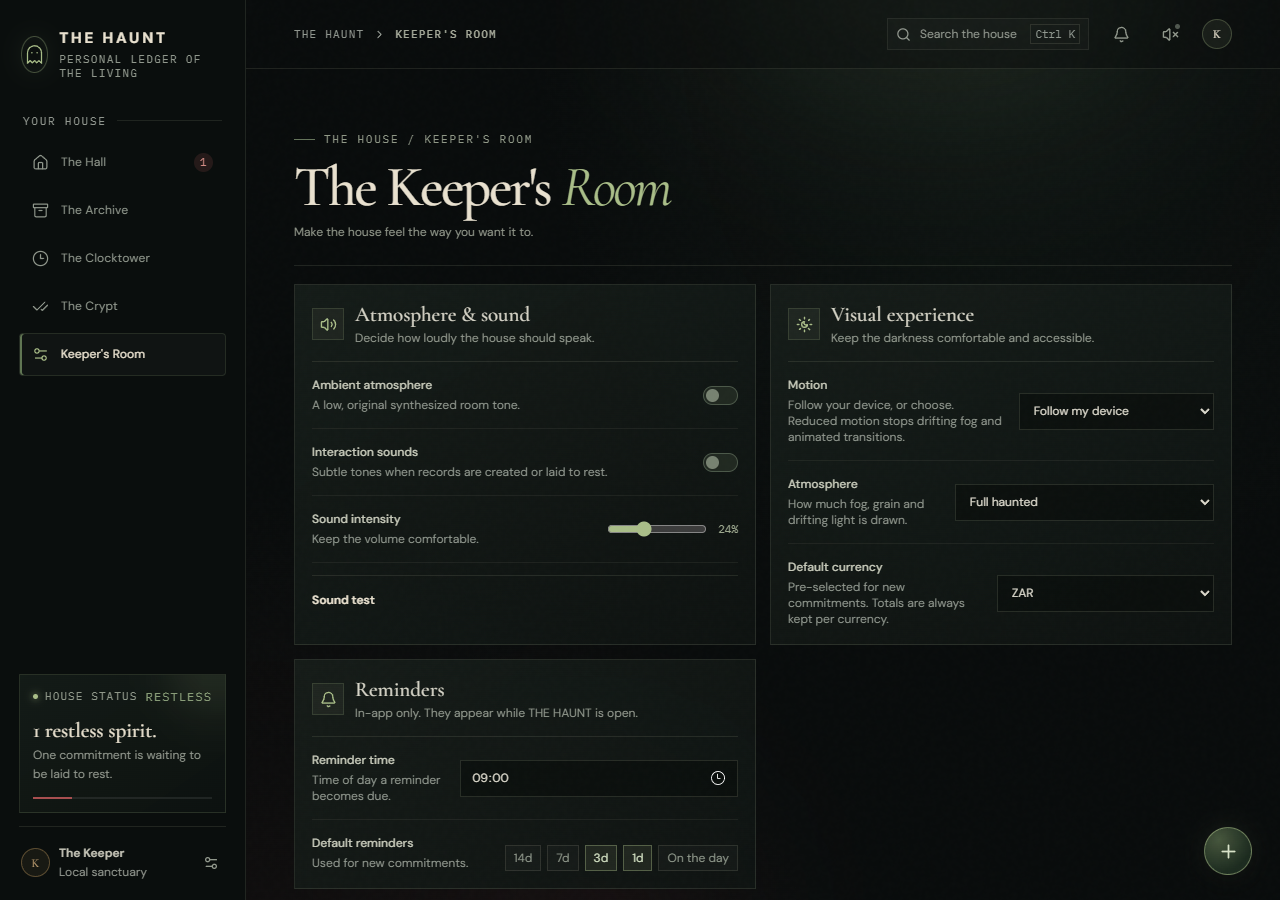 THE HAUNT
PERSONAL LEDGER OF
THE LIVING
YOUR HOUSE
The Hall 1
The Archive
The Clocktower
The Crypt
Keeper's Room
HOUSE STATUS RESTLESS
1 restless spirit.
One commitment is waiting to
be laid to rest.
K
The Keeper
Local sanctuary
THE HAUNT > KEEPER'S ROOM
Search the house Ctrl K
K
THE HOUSE / KEEPER'S ROOM
The Keeper's Room
Make the house feel the way you want it to.
Atmosphere & sound
Decide how loudly the house should speak.
Ambient atmosphere
A low, original synthesized room tone.
Interaction sounds
Subtle tones when records are created or laid to rest.
Sound intensity
Keep the volume comfortable.
24%
Sound test
Visual experience
Keep the darkness comfortable and accessible.
Motion
Follow your device, or choose.
Reduced motion stops drifting fog and
animated transitions.
Follow my device
Atmosphere
How much fog, grain and
drifting light is drawn.
Full haunted
Default currency
Pre-selected for new
commitments. Totals are always
kept per currency.
ZAR
Reminders
In-app only. They appear while THE HAUNT is open.
Reminder time
Time of day a reminder
becomes due.
09:00
Default reminders
Used for new commitments.
14d 7d 3d 1d On the day